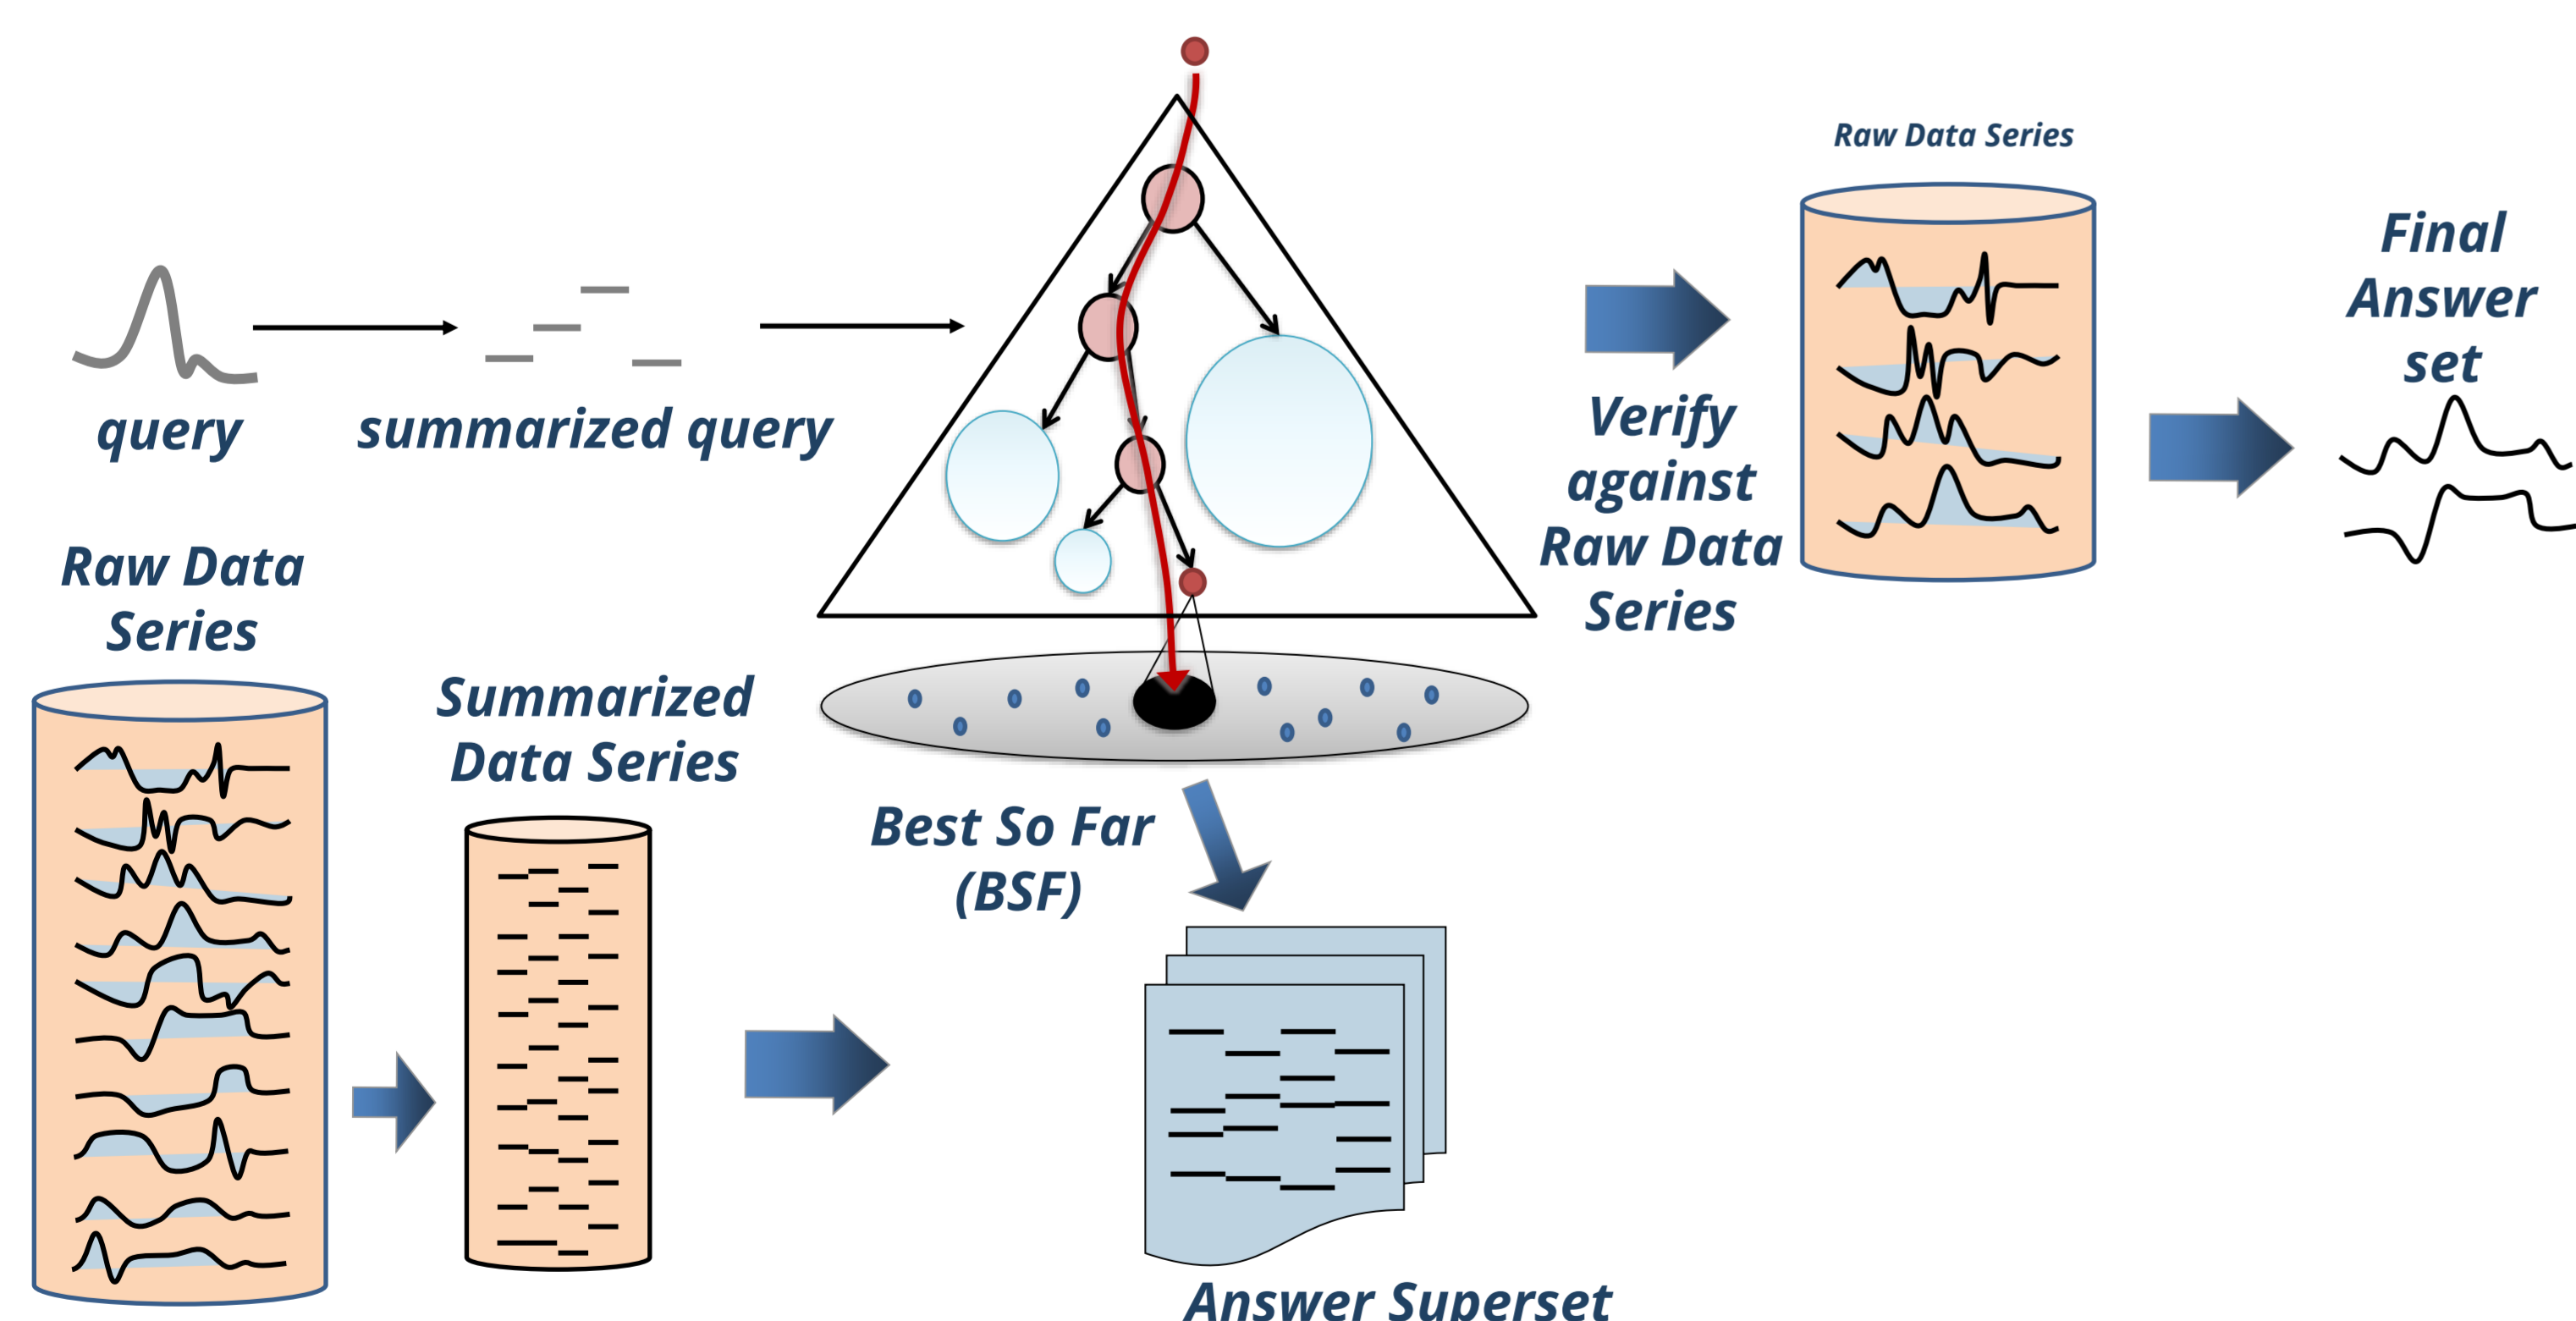 query
summarized query
Raw Data
Series
Summarized
Data Series
Best So Far
(BSF)
Answer Superset
Verify
against
Raw Data
Series
Raw Data Series
Final
Answer
set